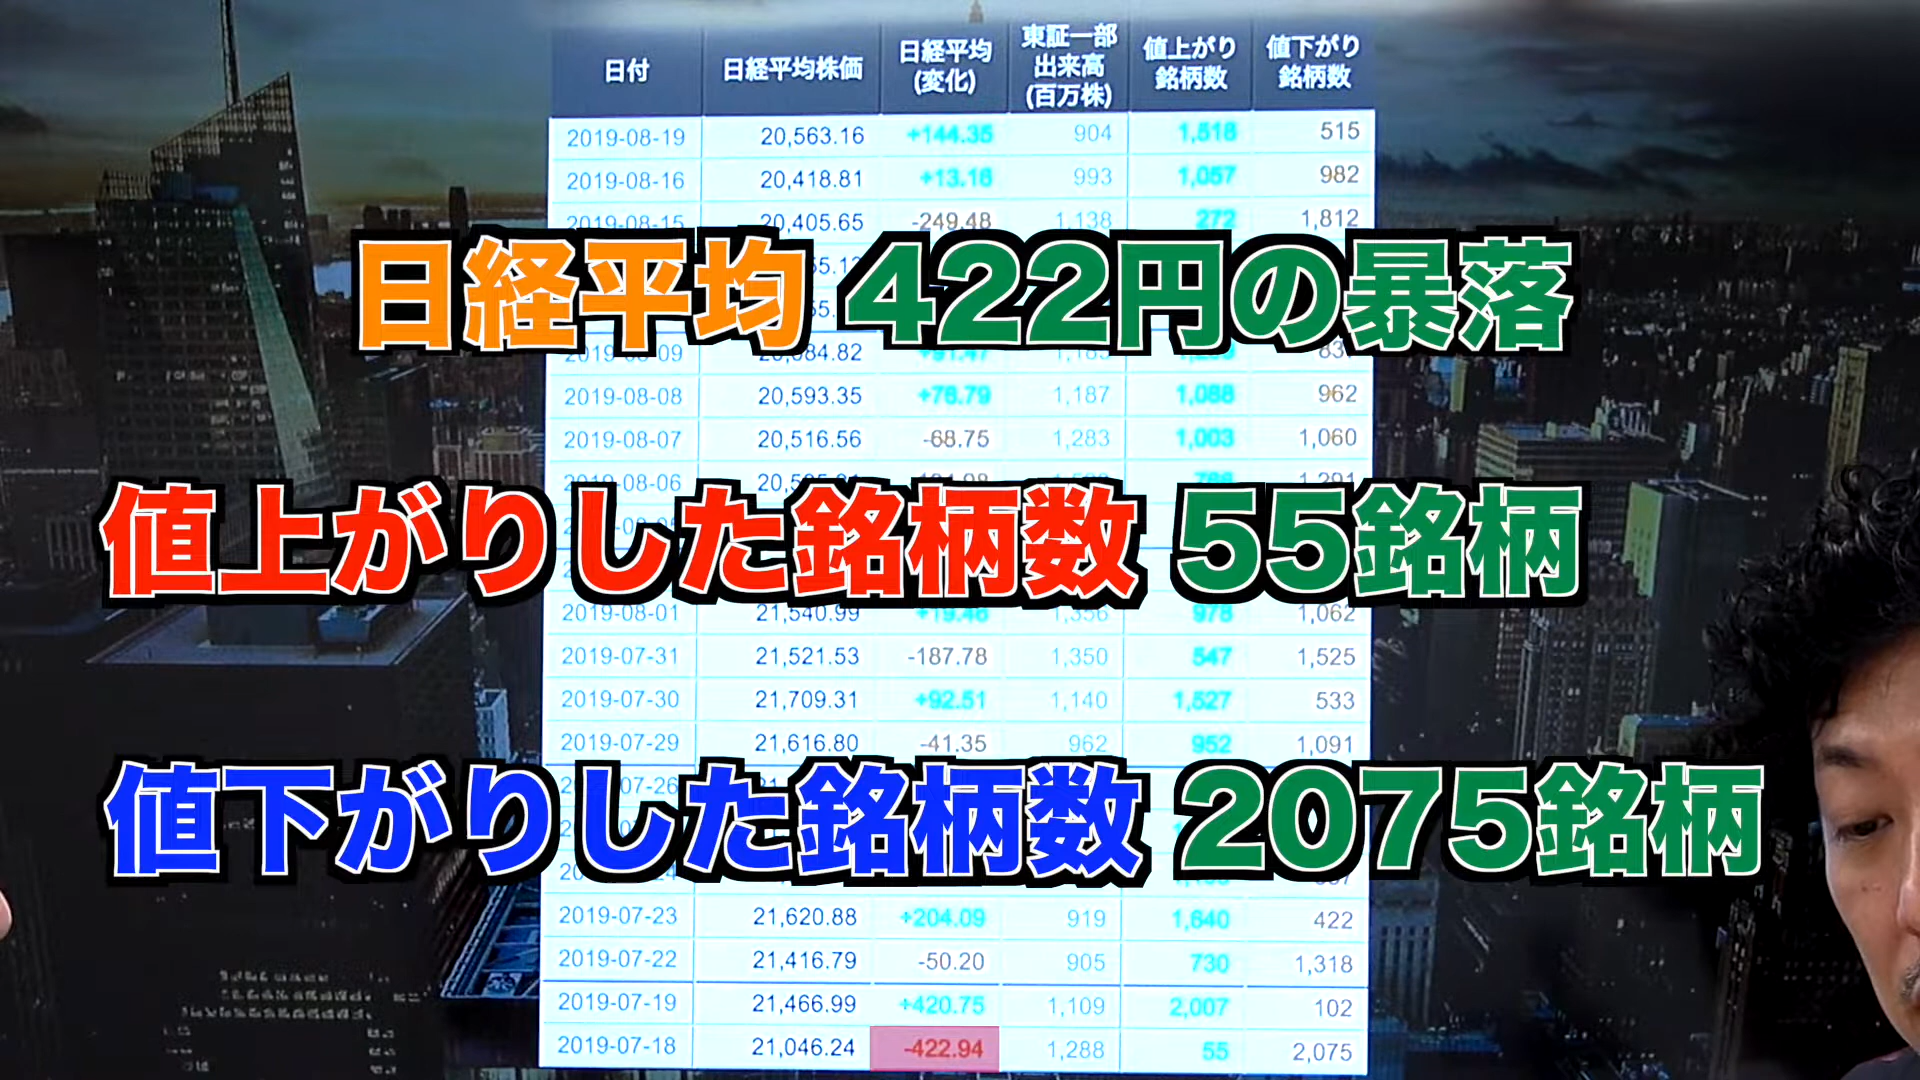 日付 日経平均株価 日経平均(変化) 東証一部出来高(百万株) 値上がり銘柄数 値下がり銘柄数
2019-08-19 20,563.16 +144.35 904 1,518 515
2019-08-16 20,418.81 +13.16 993 1,057 982
2019-08-15 20,405.65 -249.48 1,138 272 1,812
日経平均 422円の暴落
2019-08-08 20,593.35 +76.79 1,187 1,088 962
2019-08-07 20,516.56 -68.75 1,283 1,003 1,060
2019-08-06
値上がりした銘柄数 55銘柄
2019-08-01 21,540.99 +19.46 1,356 978 1,062
2019-07-31 21,521.53 -187.78 1,350 547 1,525
2019-07-30 21,709.31 +92.51 1,140 1,527 533
2019-07-29 21,616.80 -41.35 962 952 1,091
値下がりした銘柄数 2075銘柄
2019-07-23 21,620.88 +204.09 919 1,640 422
2019-07-22 21,416.79 -50.20 905 730 1,318
2019-07-19 21,466.99 +420.75 1,109 2,007 102
2019-07-18 21,046.24 -422.94 1,288 55 2,075